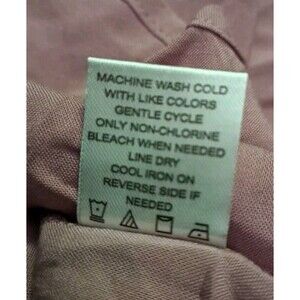 MACHINE WASH COLD
WITH LIKE COLORS
GENTLE CYCLE
ONLY NON-CHLORINE
BLEACH WHEN NEEDED
LINE DRY
COOL IRON ON
REVERSE SIDE IF
NEEDED